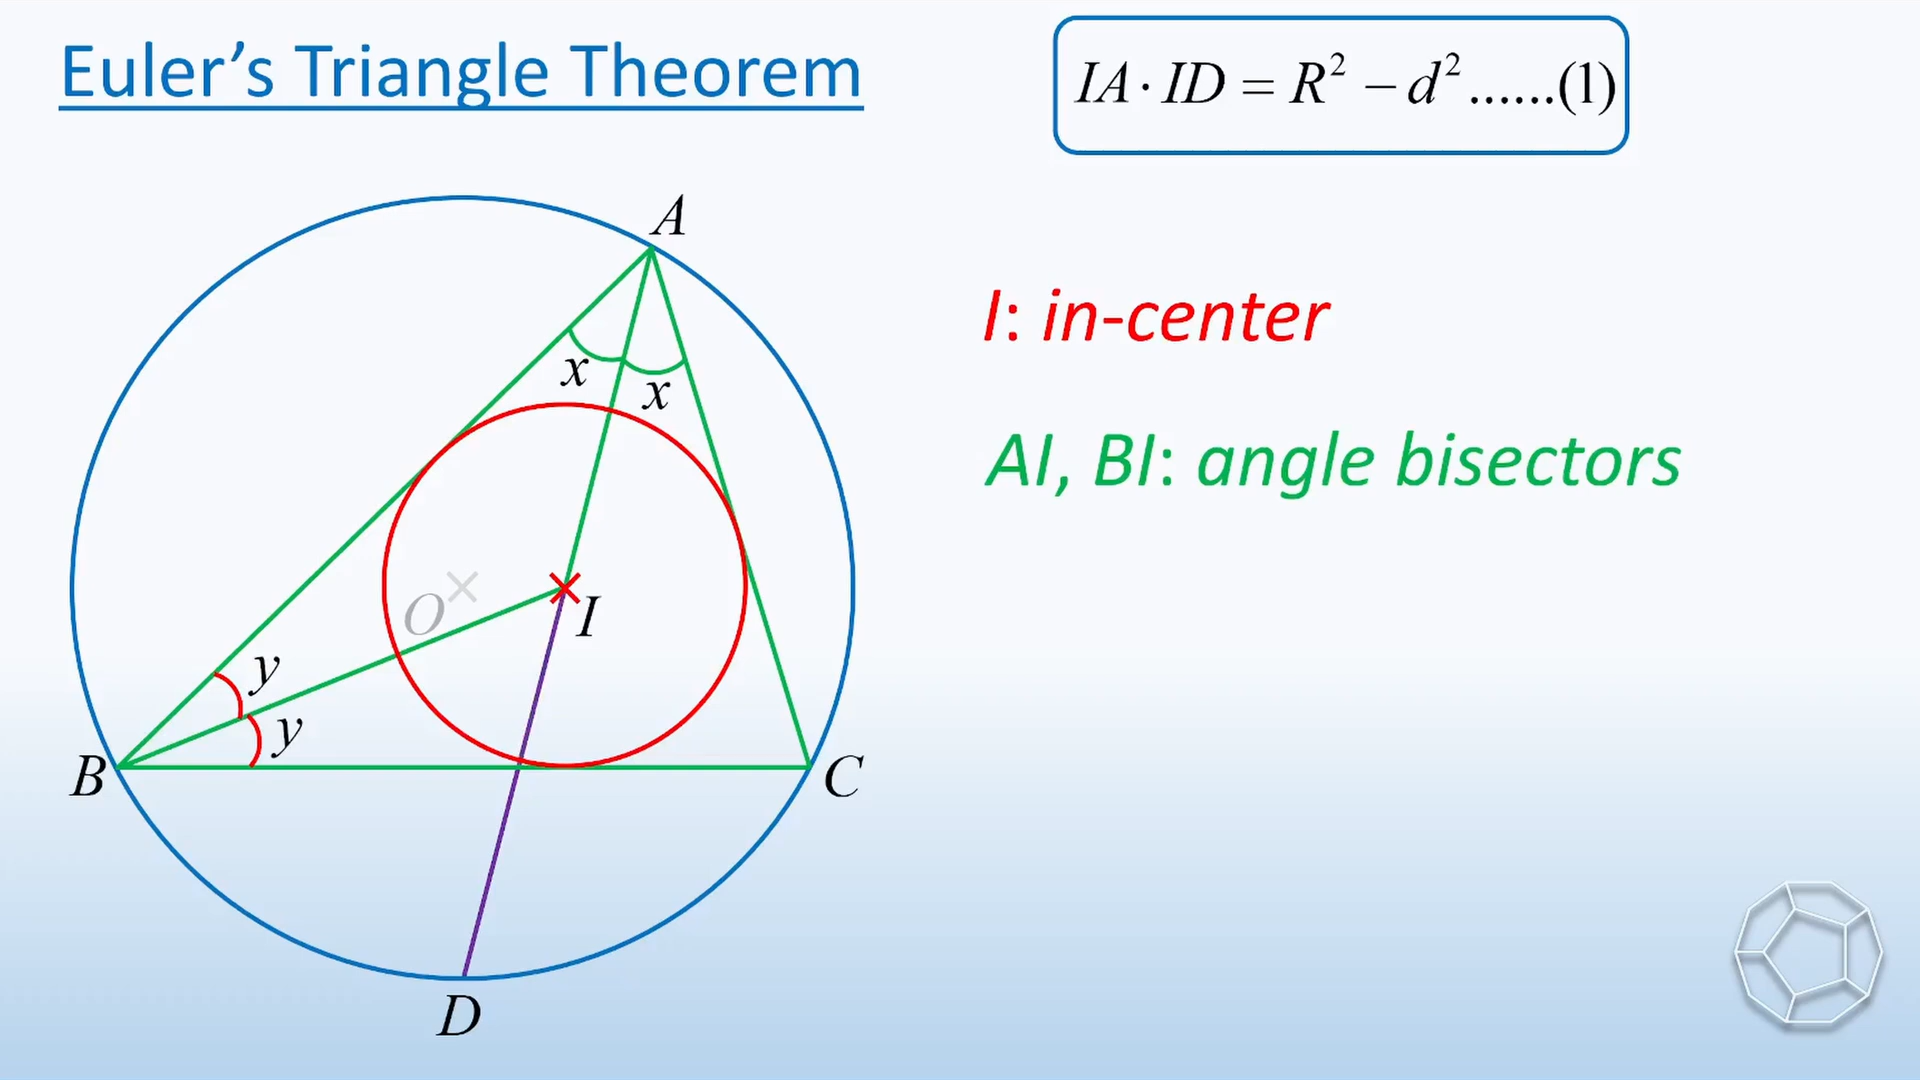 Euler’s Triangle Theorem
IA · ID = R² − d² ......(1)
A
I: in-center
x
x
AI, BI: angle bisectors
O
I
y
y
B
C
D